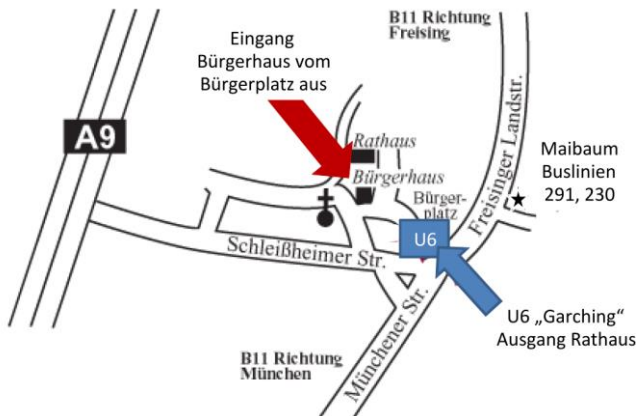 B11 Richtung
Freising
Eingang
Bürgerhaus vom
Bürgerplatz aus
A9
Rathaus
Bürgerhaus
Bürger-
platz
Freisinger Landstr.
Maibaum
Buslinien
291, 230
U6
Schleißheimer Str.
Münchener Str.
U6 „Garching“
Ausgang Rathaus
B11 Richtung
München